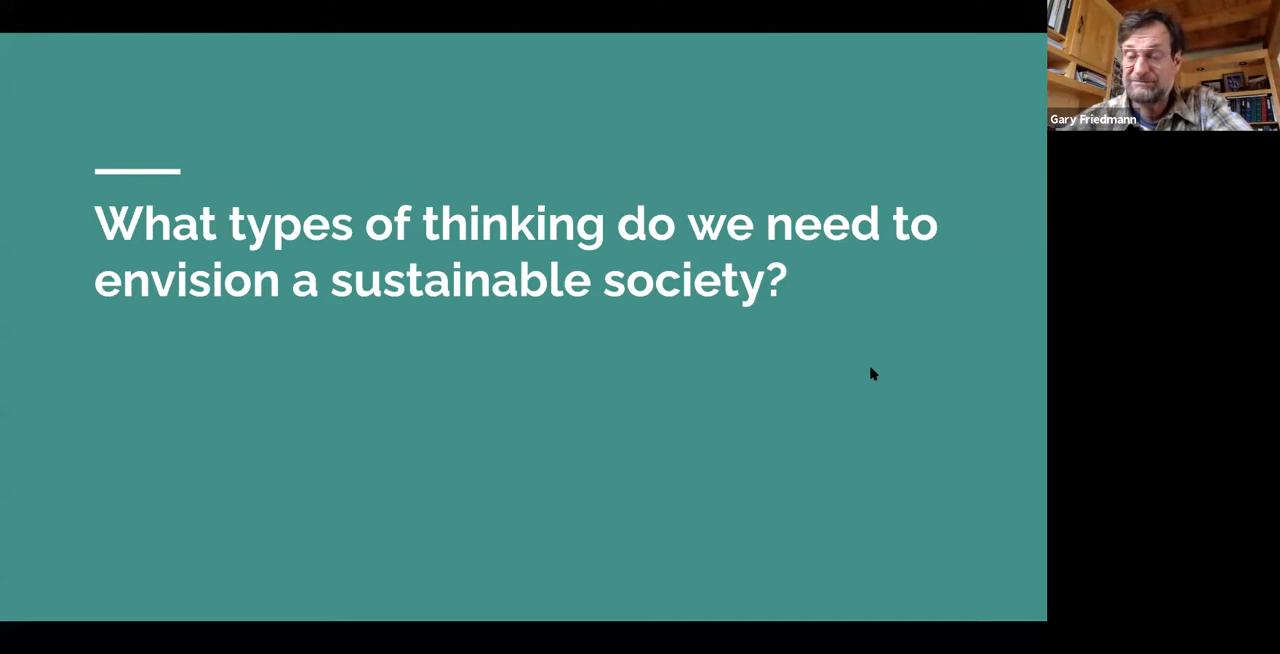 What types of thinking do we need to
envision a sustainable society?
Gary Friedmann